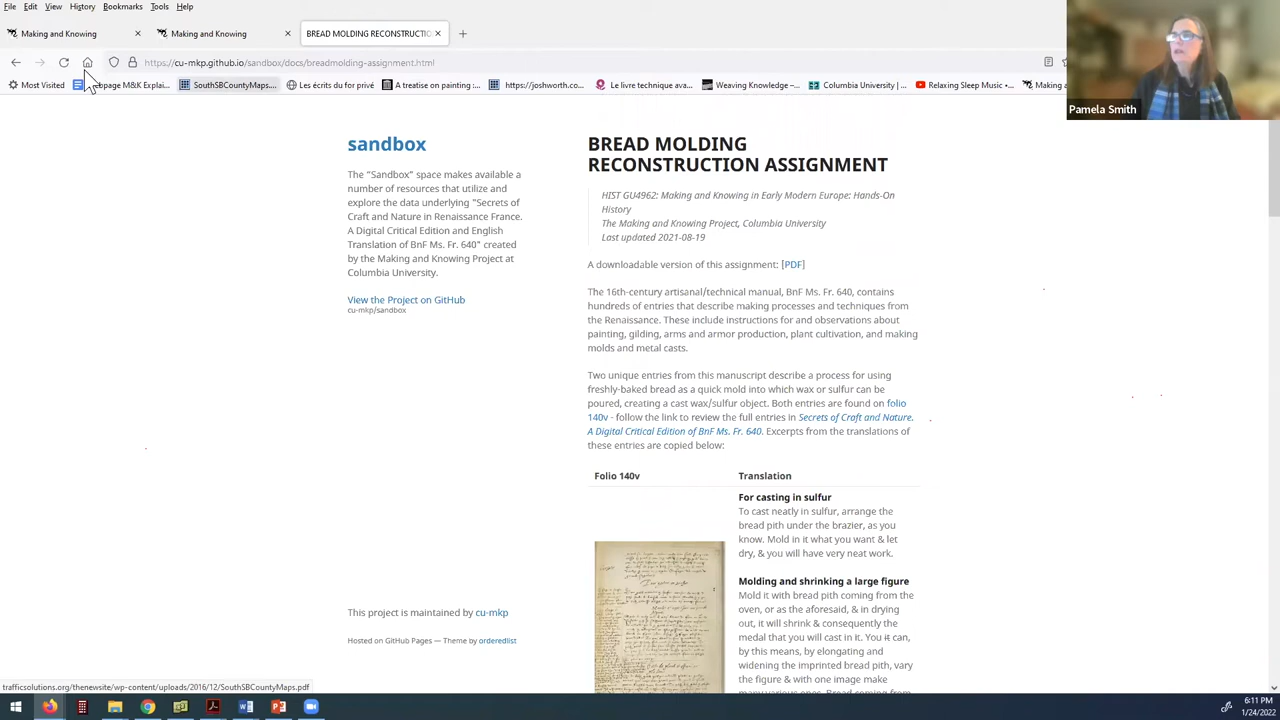 File Edit View History Bookmarks Tools Help
Making and Knowing
Making and Knowing
BREAD MOLDING RECONSTRUCTIO
https://cu-mkp.github.io/sandbox/docs/breadmolding-assignment.html
Most Visited
page M&K Explai...
SouthSBCountyMaps....
Les écrits du for privé
A treatise on painting :...
https://joshworth.co...
Le livre technique ava...
Weaving Knowledge –...
Columbia University |...
Relaxing Sleep Music •...
Making a
Pamela Smith
sandbox
The "Sandbox" space makes available a
number of resources that utilize and
explore the data underlying "Secrets of
Craft and Nature in Renaissance France.
A Digital Critical Edition and English
Translation of BnF Ms. Fr. 640" created
by the Making and Knowing Project at
Columbia University.
View the Project on GitHub
cu-mkp/sandbox
This project is maintained by cu-mkp
Hosted on GitHub Pages — Theme by orderedlist
BREAD MOLDING
RECONSTRUCTION ASSIGNMENT
HIST GU4962: Making and Knowing in Early Modern Europe: Hands-On
History
The Making and Knowing Project, Columbia University
Last updated 2021-08-19
A downloadable version of this assignment: [PDF]
The 16th-century artisanal/technical manual, BnF Ms. Fr. 640, contains
hundreds of entries that describe making processes and techniques from
the Renaissance. These include instructions for and observations about
painting, gilding, arms and armor production, plant cultivation, and making
molds and metal casts.
Two unique entries from this manuscript describe a process for using
freshly-baked bread as a quick mold into which wax or sulfur can be
poured, creating a cast wax/sulfur object. Both entries are found on folio
140v - follow the link to review the full entries in Secrets of Craft and Nature.
A Digital Critical Edition of BnF Ms. Fr. 640. Excerpts from the translations of
these entries are copied below:
Folio 140v
Translation
For casting in sulfur
To cast neatly in sulfur, arrange the
bread pith under the brazier, as you
know. Mold in it what you want & let
dry, & you will have very neat work.
Molding and shrinking a large figure
Mold it with bread pith coming from the
oven, or as the aforesaid, & in drying
out, it will shrink & consequently the
medal that you will cast in it. You it can,
by this means, by elongating and
widening the imprinted bread pith, vary
the figure & with one image make
trafficsolutions.org/thenewsite/wp-content/uploads/2016/12/SouthSBCountyMaps.pdf
6:11 PM
1/24/2022